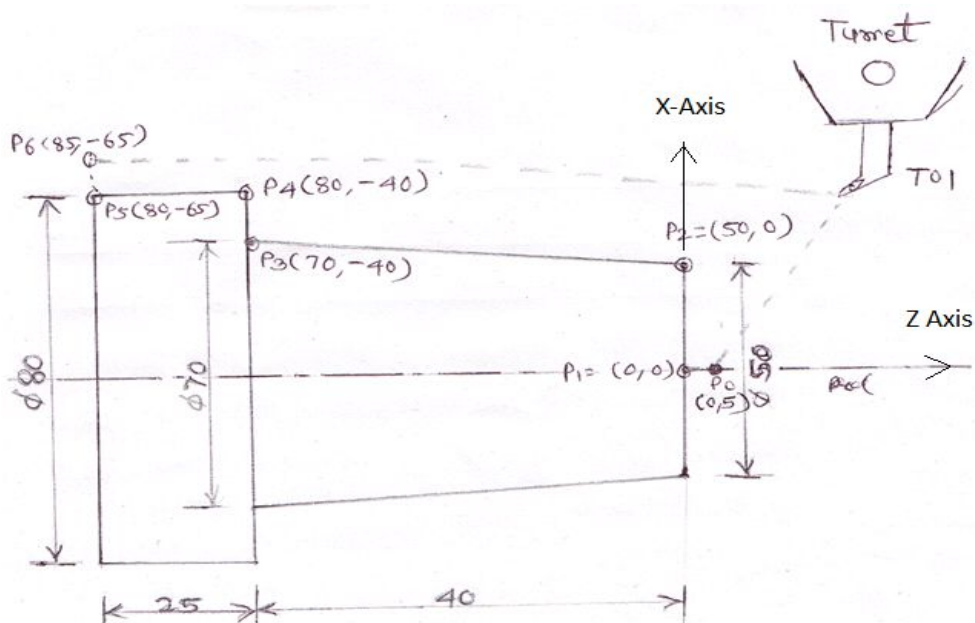 Turret
X-Axis
P6(85,-65)
T01
P4(80,-40)
P5(80,-65)
P2=(50,0)
P3(70,-40)
Z Axis
P1=(0,0)
P0
(0,5)
ϕ80
ϕ70
ϕ50
25
40